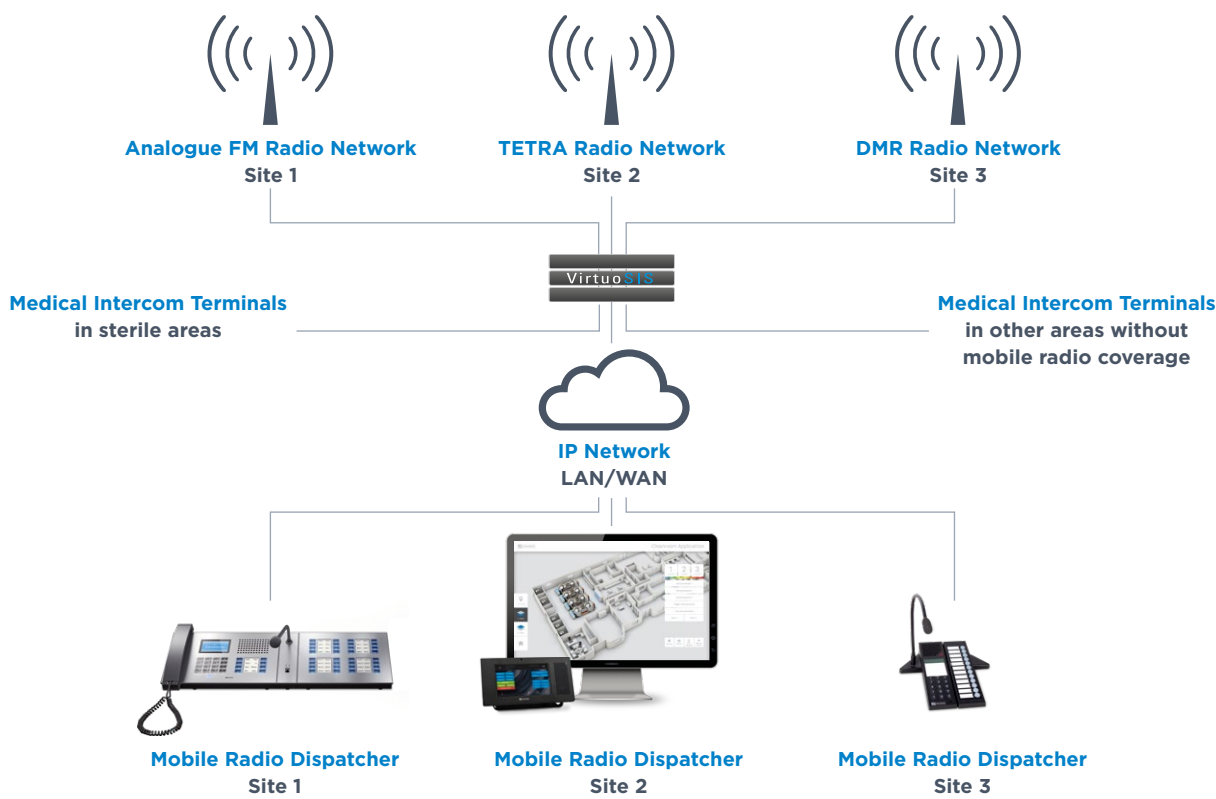 Analogue FM Radio Network
Site 1
TETRA Radio Network
Site 2
DMR Radio Network
Site 3
VirtuoSIS
Medical Intercom Terminals
in sterile areas
Medical Intercom Terminals
in other areas without
mobile radio coverage
IP Network
LAN/WAN
Mobile Radio Dispatcher
Site 1
Mobile Radio Dispatcher
Site 2
Mobile Radio Dispatcher
Site 3